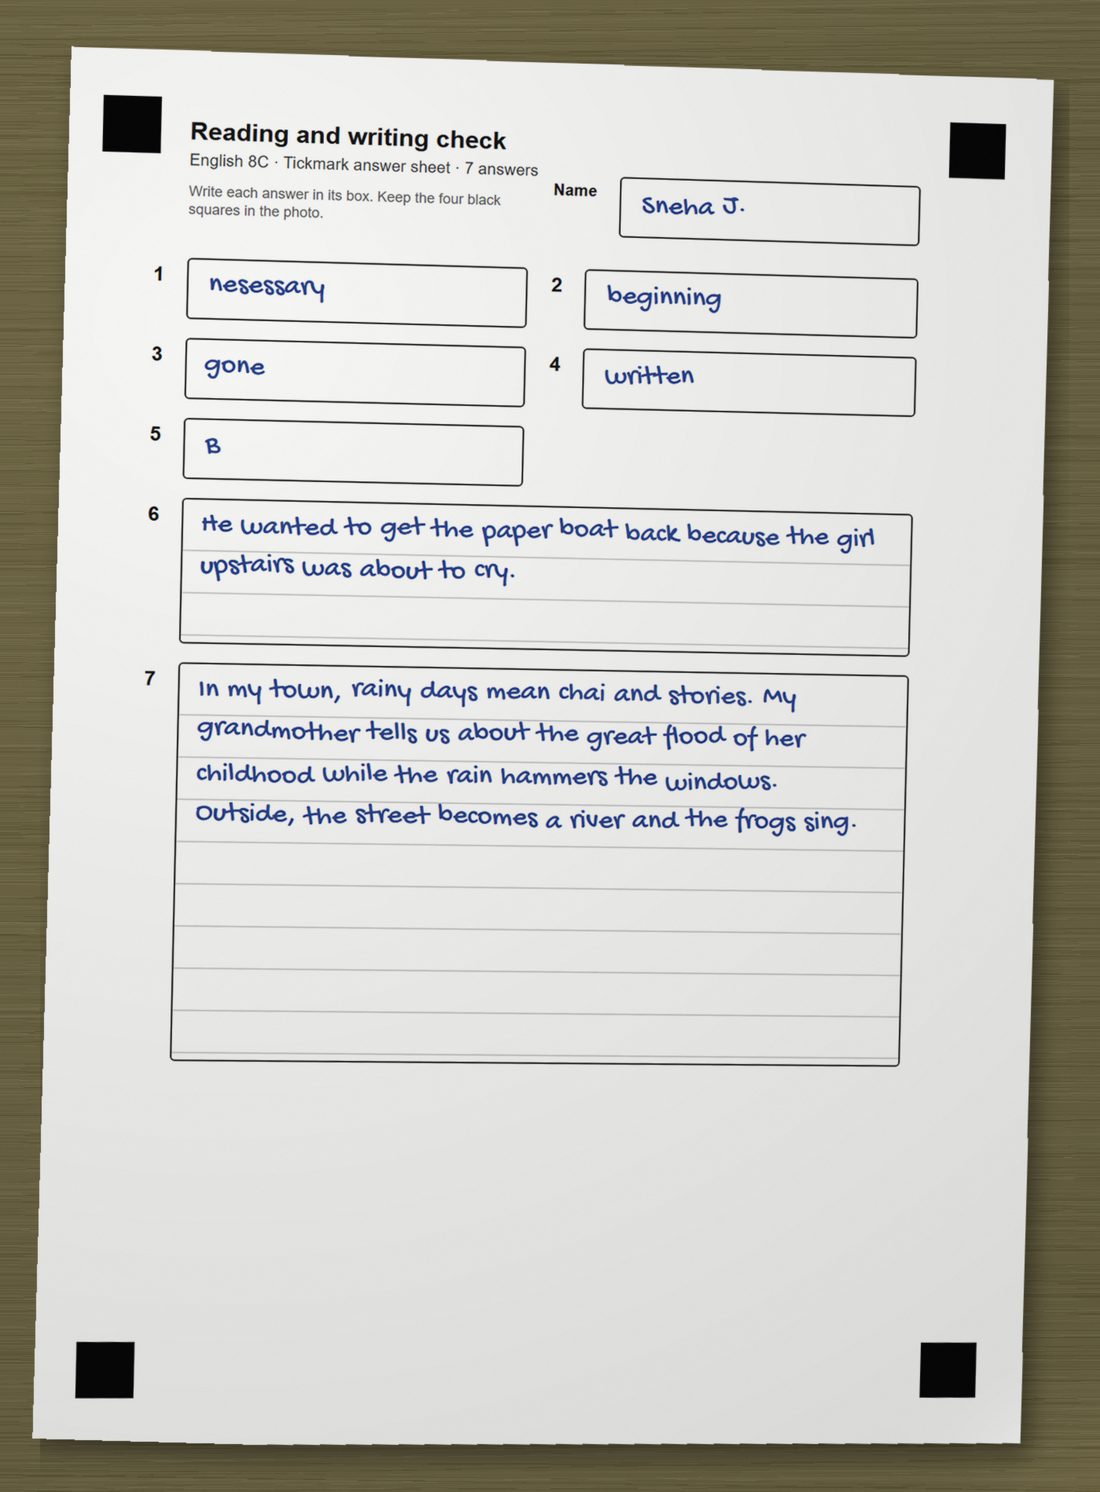 Reading and writing check
English 8C · Tickmark answer sheet · 7 answers
Write each answer in its box. Keep the four black
squares in the photo.
Name
Sneha J.
1
nesessary
2
beginning
3
gone
4
written
5
B
6
He wanted to get the paper boat back because the girl
upstairs was about to cry.
7
In my town, rainy days mean chai and stories. My
grandmother tells us about the great flood of her
childhood while the rain hammers the windows.
Outside, the street becomes a river and the frogs sing.